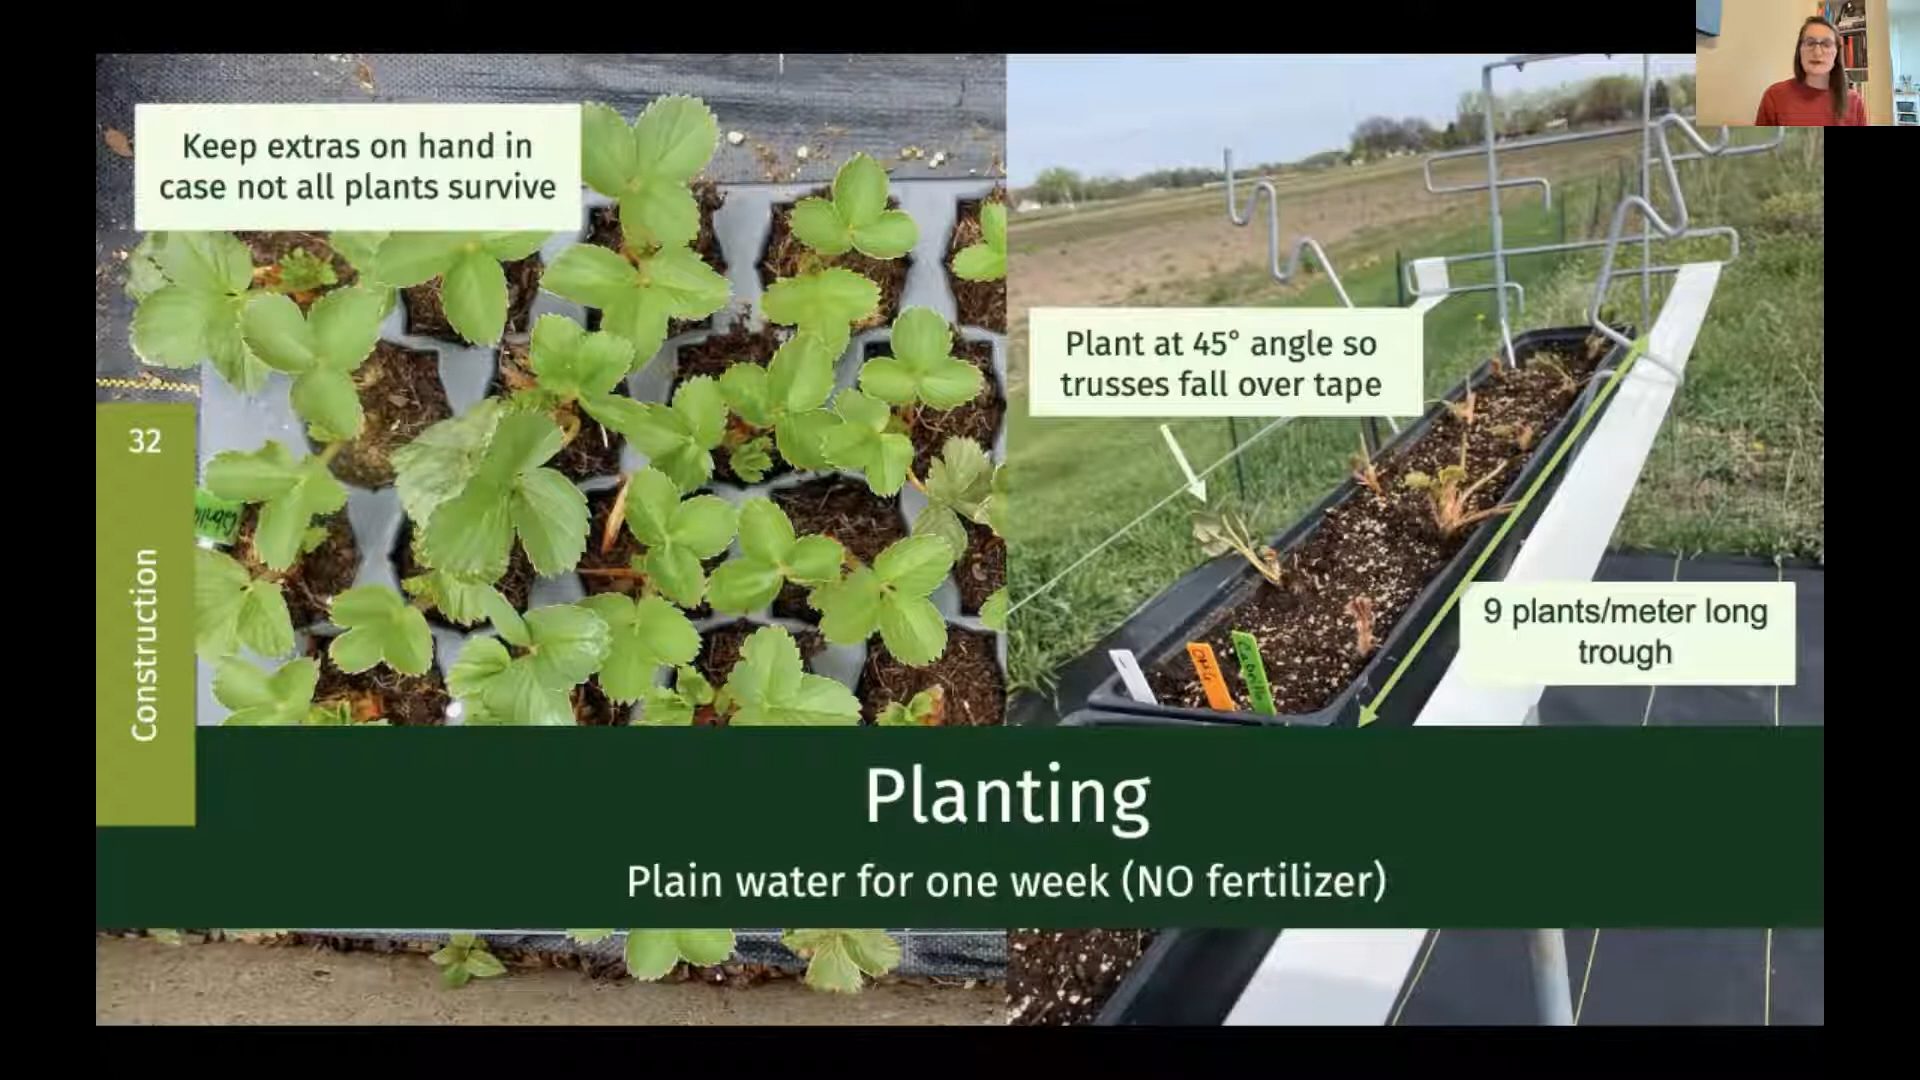 Keep extras on hand in
case not all plants survive
Plant at 45° angle so
trusses fall over tape
32
Construction
9 plants/meter long
trough
Planting
Plain water for one week (NO fertilizer)